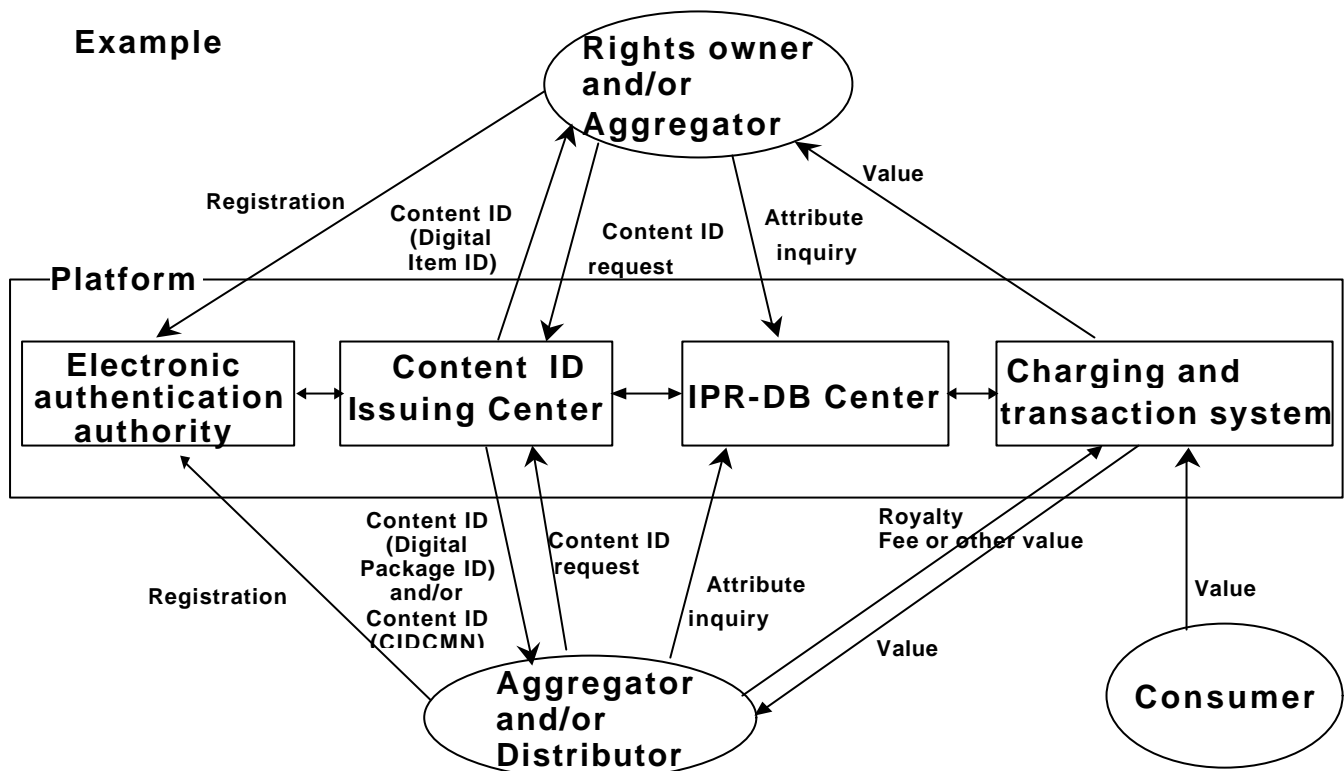 Example
Rights owner
and/or
Aggregator
Registration
Content ID
(Digital
Item ID)
Content ID
request
Attribute
inquiry
Value
Platform
Electronic
authentication
authority
Content ID
Issuing Center
IPR-DB Center
Charging and
transaction system
Registration
Content ID
(Digital
Package ID)
and/or
Content ID
(CIDCMN)
Content ID
request
Attribute
inquiry
Royalty
Fee or other value
Value
Value
Aggregator
and/or
Distributor
Consumer